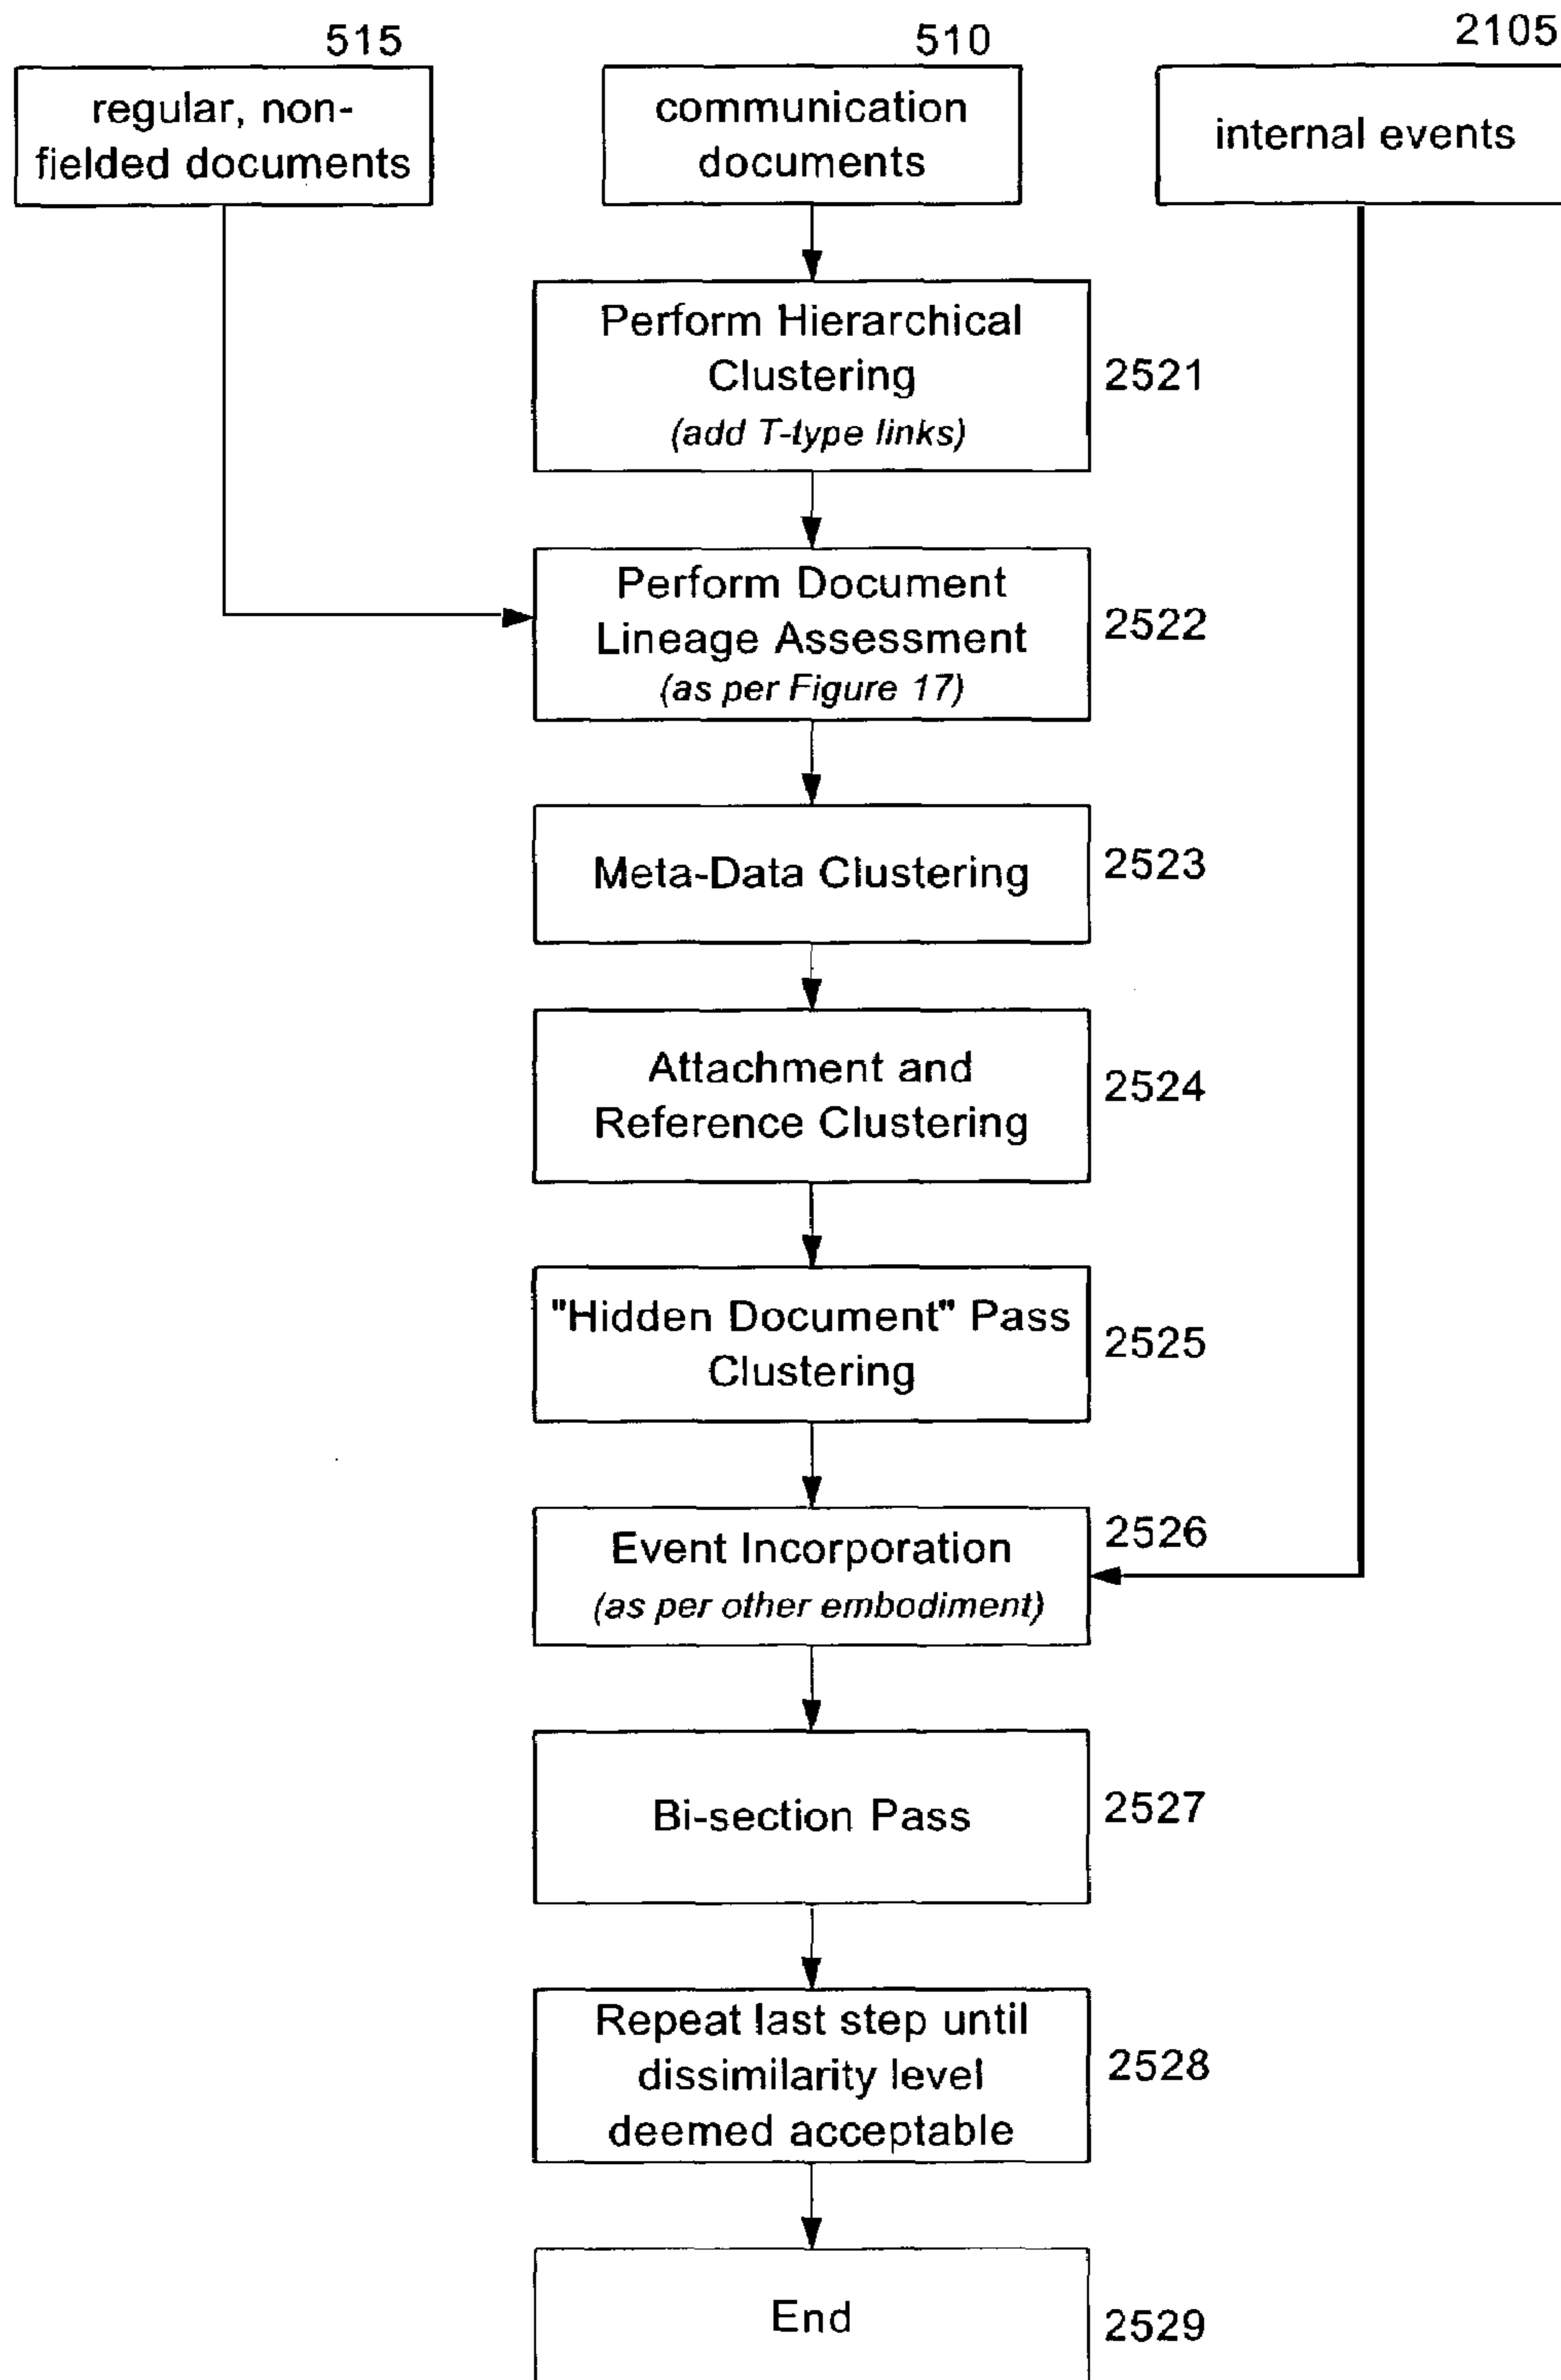 515
510
2105
regular, non-
fielded documents
communication
documents
internal events
Perform Hierarchical
Clustering
(add T-type links)
2521
Perform Document
Lineage Assessment
(as per Figure 17)
2522
Meta-Data Clustering
2523
Attachment and
Reference Clustering
2524
"Hidden Document" Pass
Clustering
2525
Event Incorporation
(as per other embodiment)
2526
Bi-section Pass
2527
Repeat last step until
dissimilarity level
deemed acceptable
2528
End
2529